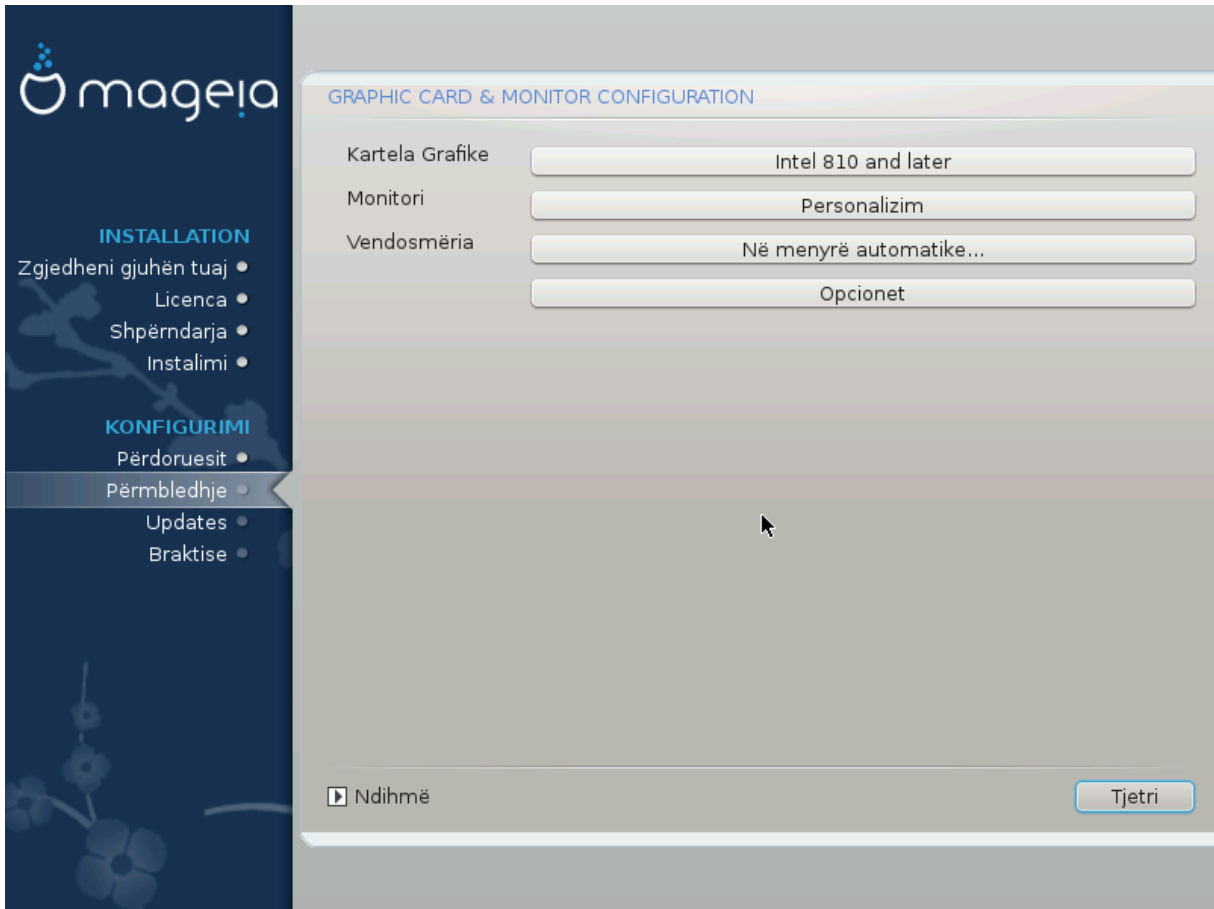 mageia
INSTALLATION
Zgjedheni gjuhën tuaj
Licenca
Shpërndarja
Instalimi
KONFIGURIMI
Përdoruesit
Përmbledhje
Updates
Braktise
GRAPHIC CARD & MONITOR CONFIGURATION
Kartela Grafike
Intel 810 and later
Monitori
Personalizim
Vendosmëria
Në menyrë automatike...
Opcionet
Ndihmë
Tjetri